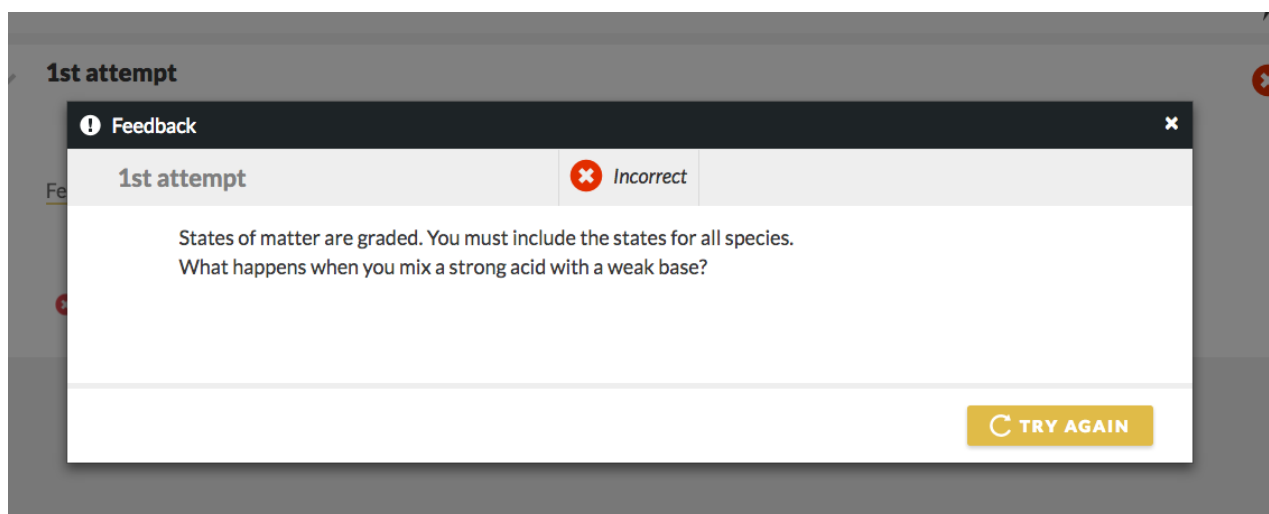 1st attempt
Feedback
1st attempt
Incorrect
Fe
States of matter are graded. You must include the states for all species.
What happens when you mix a strong acid with a weak base?
TRY AGAIN